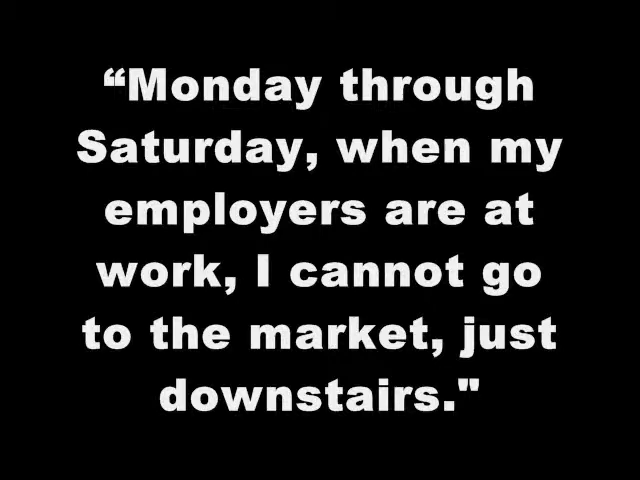 “Monday through
Saturday, when my
employers are at
work, I cannot go
to the market, just
downstairs."